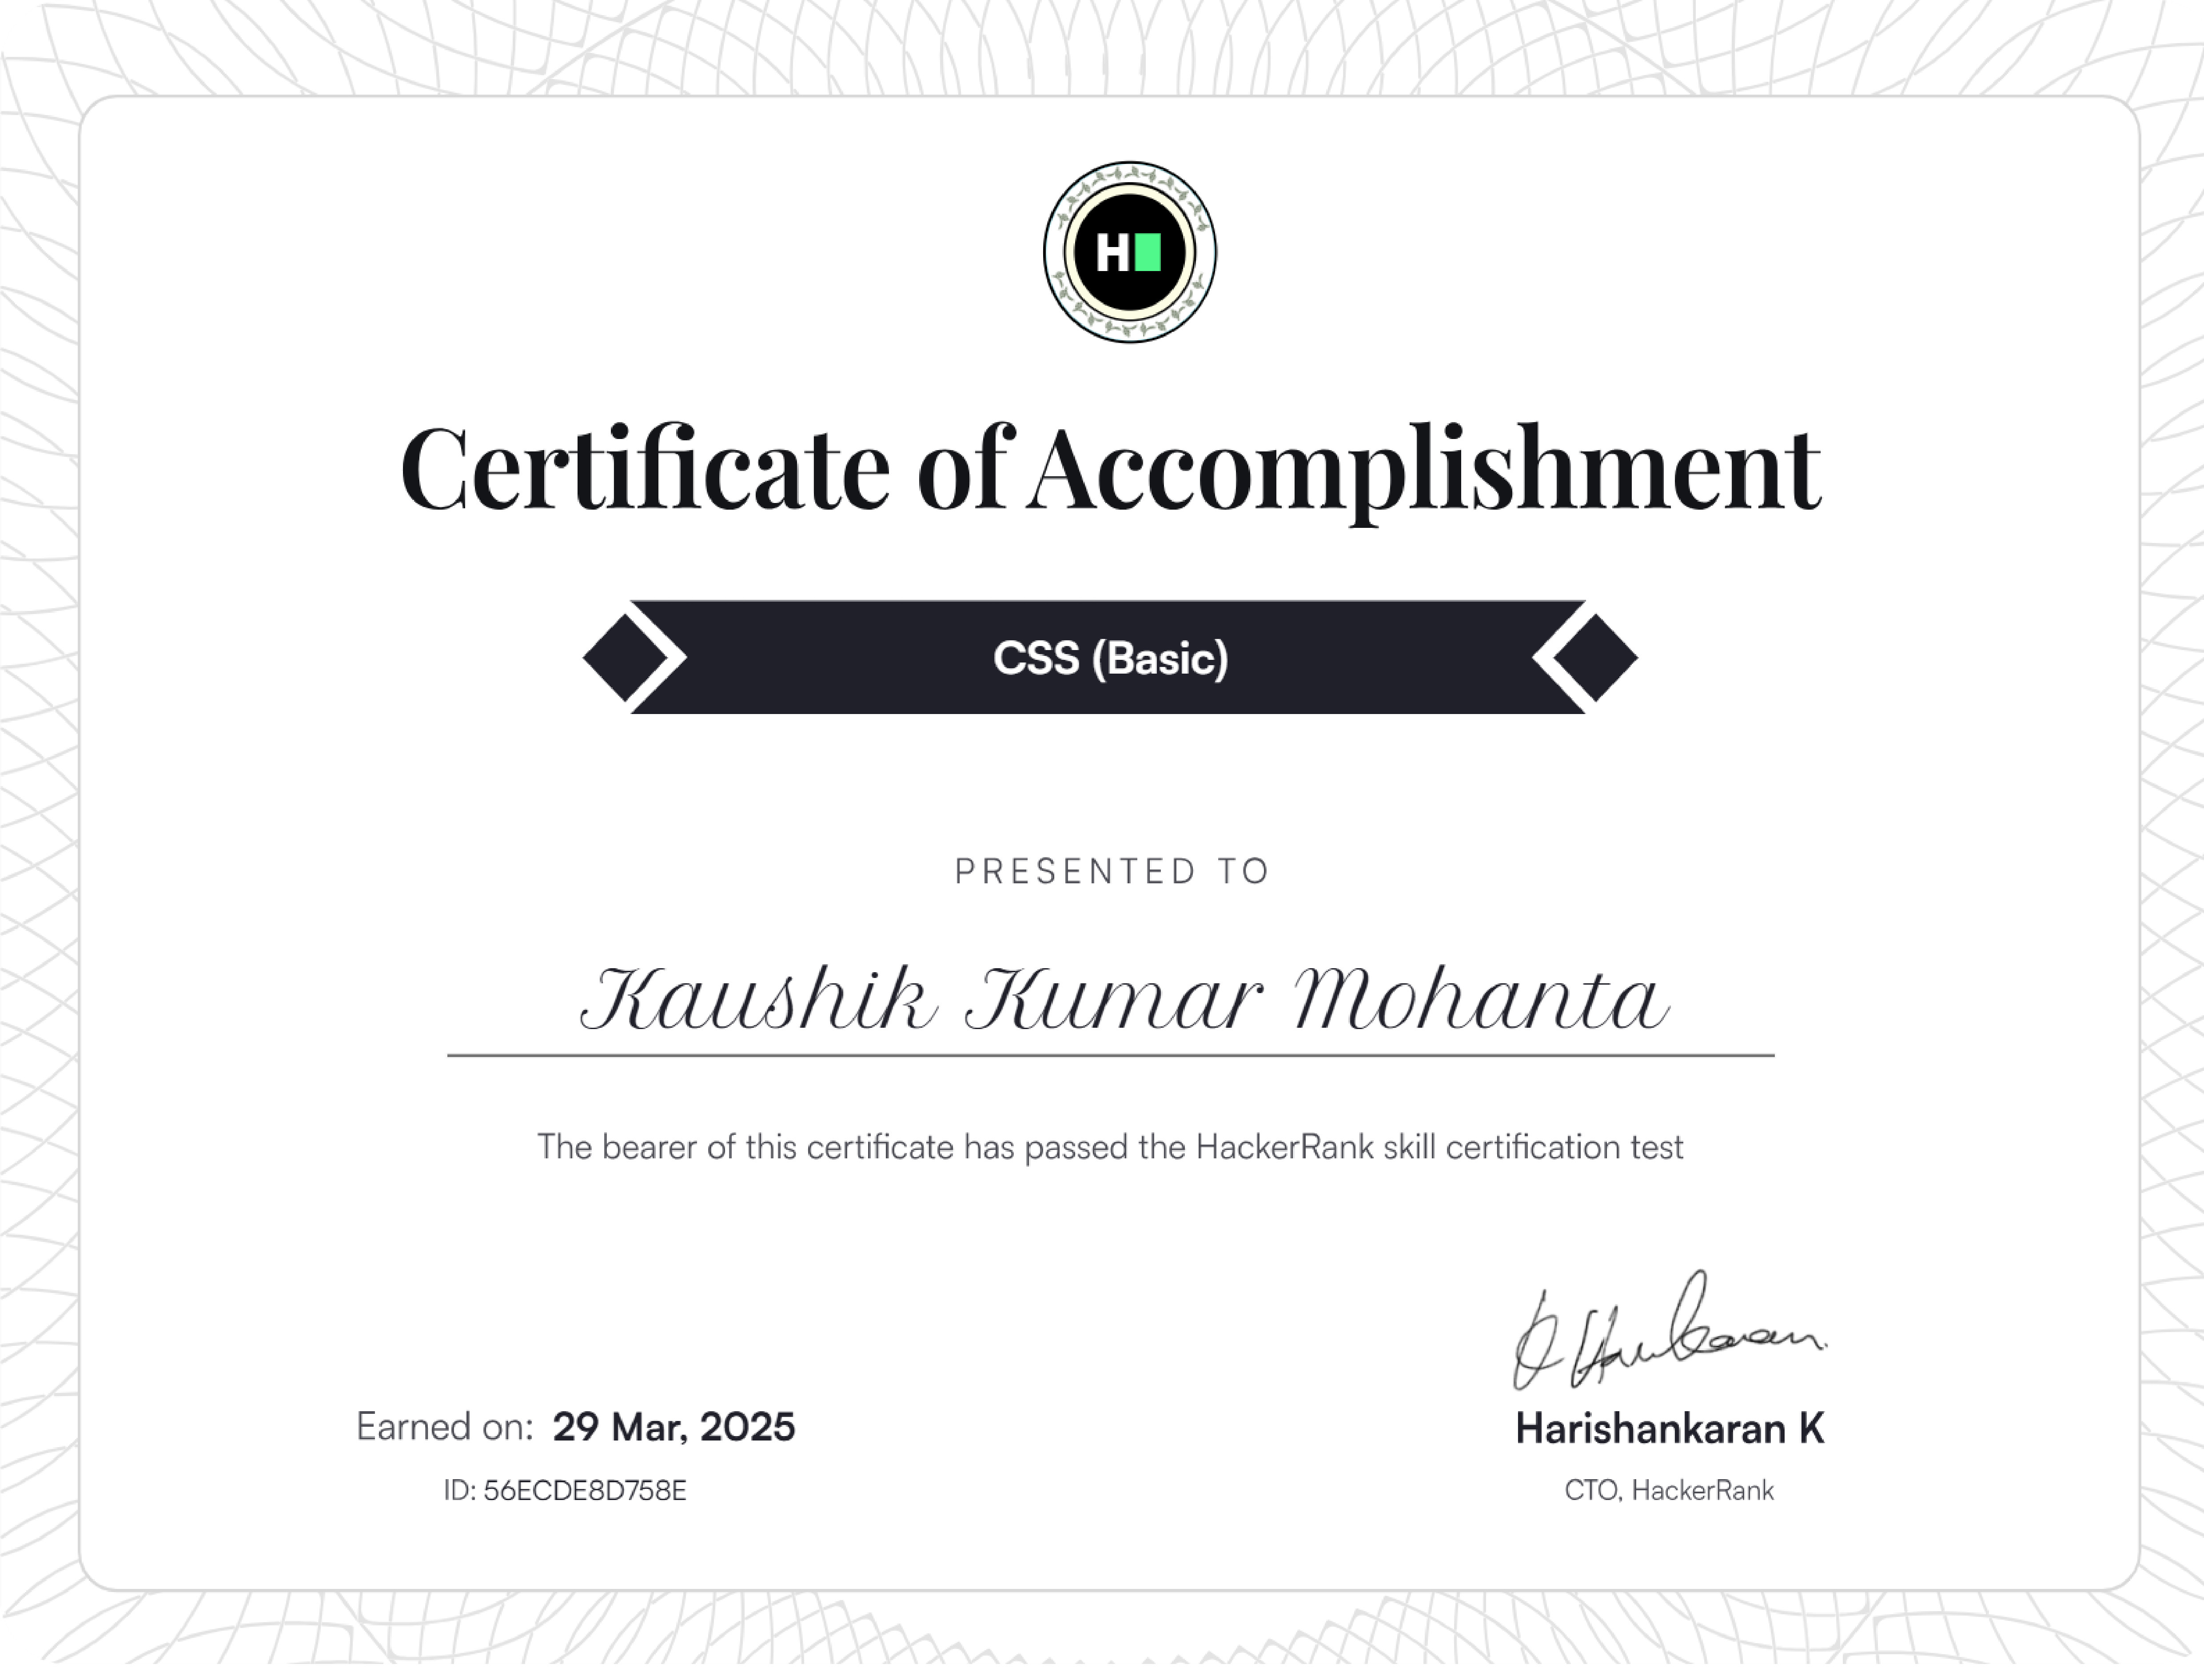 H
Certificate of Accomplishment
CSS (Basic)
PRESENTED TO
Kaushik Kumar Mohanta
The bearer of this certificate has passed the HackerRank skill certification test
Earned on: 29 Mar, 2025
ID: 56ECDE8D758E
Harishankaran K
CTO, HackerRank